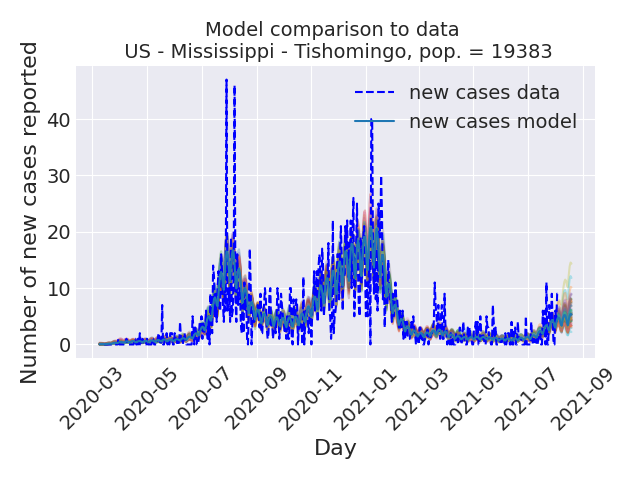 Model comparison to data
US - Mississippi - Tishomingo, pop. = 19383
Number of new cases reported
40
30
20
10
0
new cases data
new cases model
2020-03
2020-05
2020-07
2020-09
2020-11
2021-01
2021-03
2021-05
2021-07
2021-09
Day